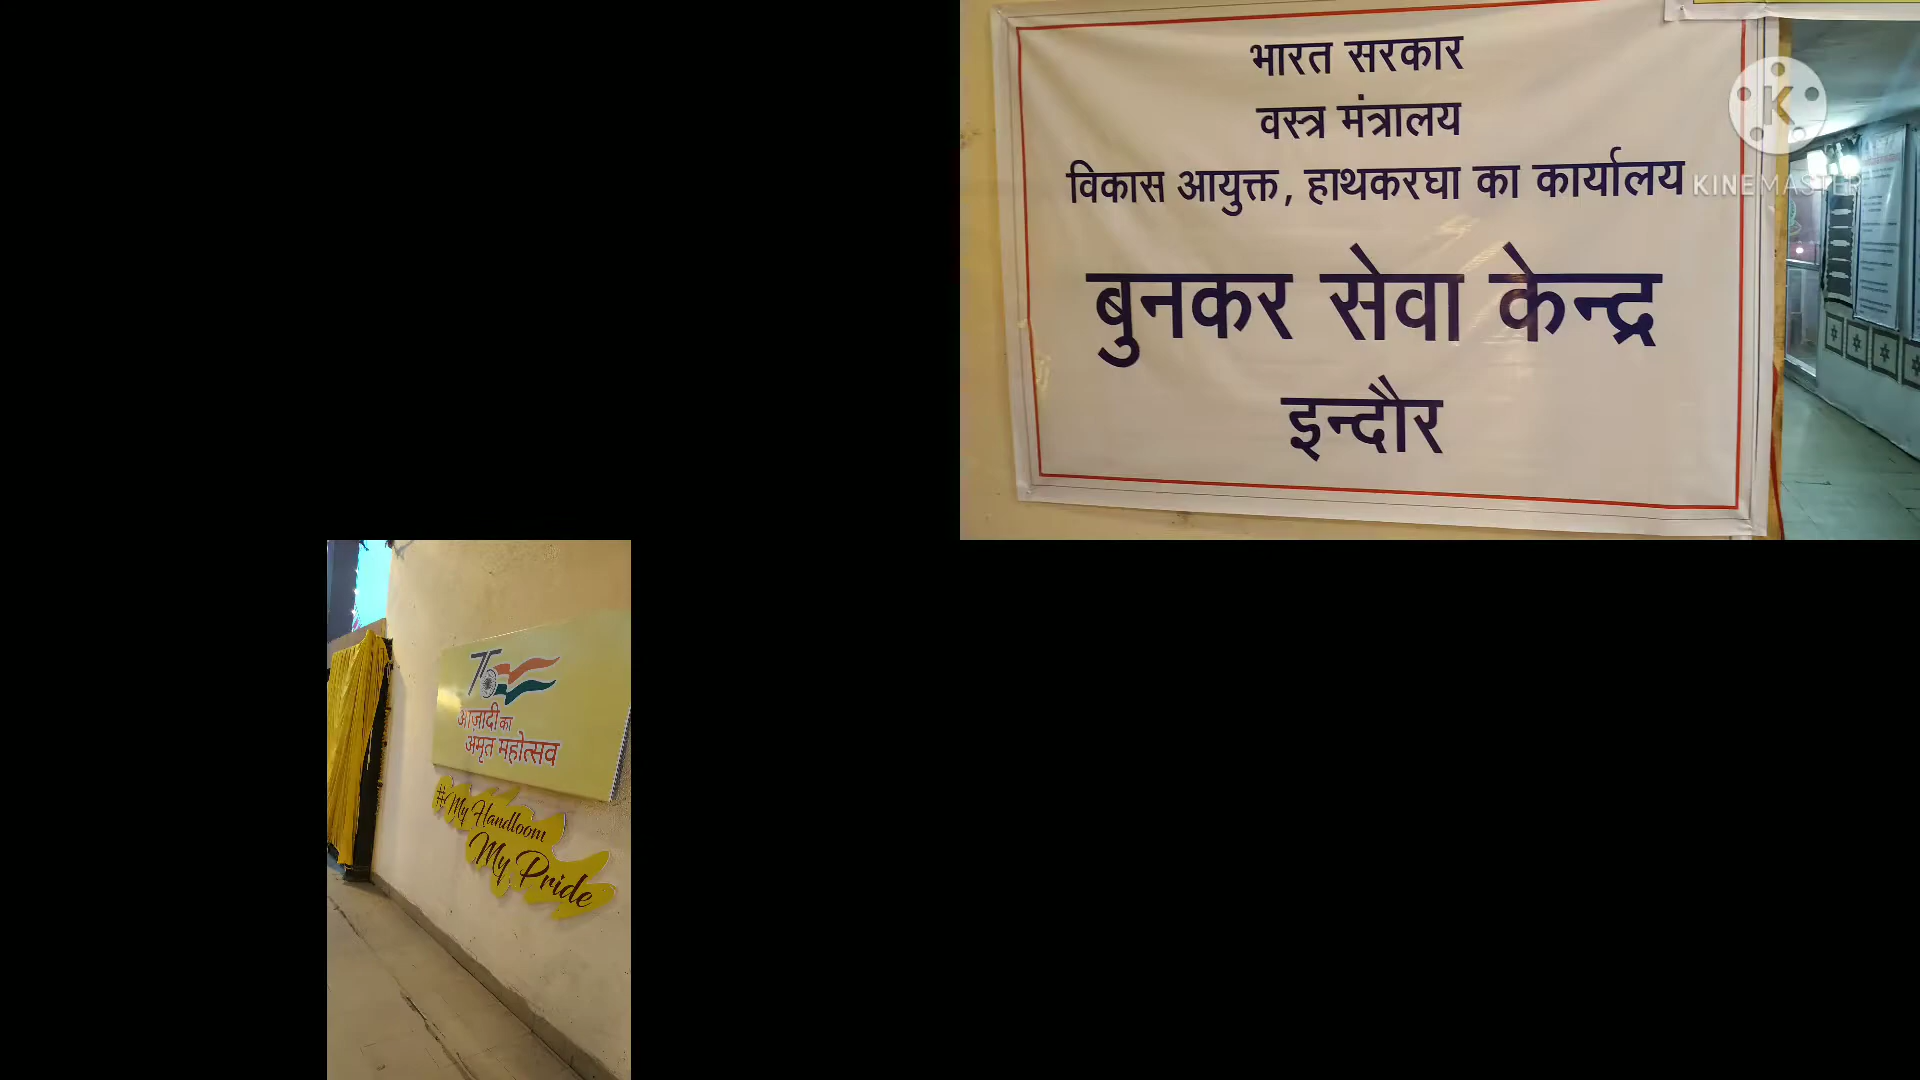 भारत सरकार
वस्त्र मंत्रालय
विकास आयुक्त, हाथकरघा का कार्यालय
बुनकर सेवा केन्द्र
इन्दौर
KINEMASTER
75
आज़ादी का
अमृत महोत्सव
#My Handloom
My Pride